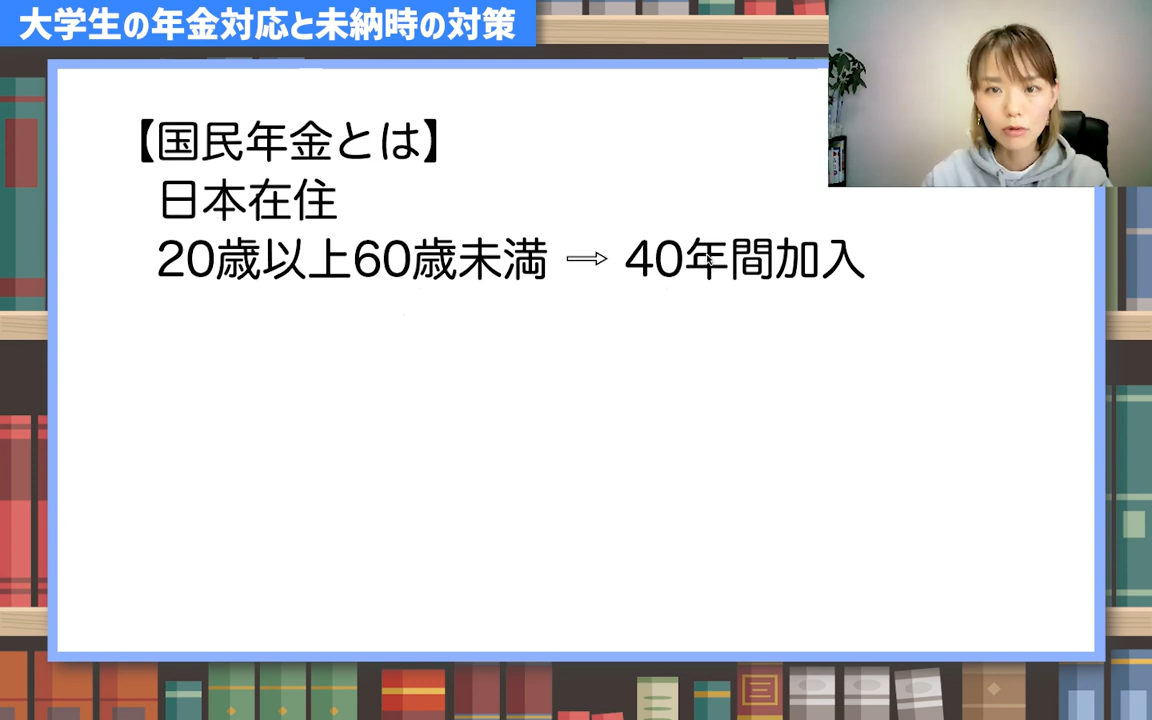 大学生の年金対応と未納時の対策
【国民年金とは】
日本在住
20歳以上60歳未満 ⇨ 40年間加入